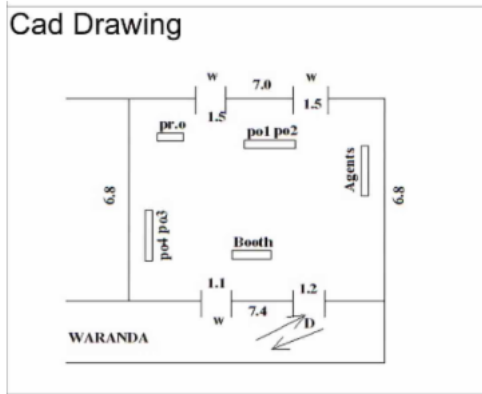 Cad Drawing
w
7.0
w
1.5
1.5
pr.o
po1 po2
Agents
6.8
6.8
po4 po3
Booth
1.1
1.2
w
7.4
D
WARANDA